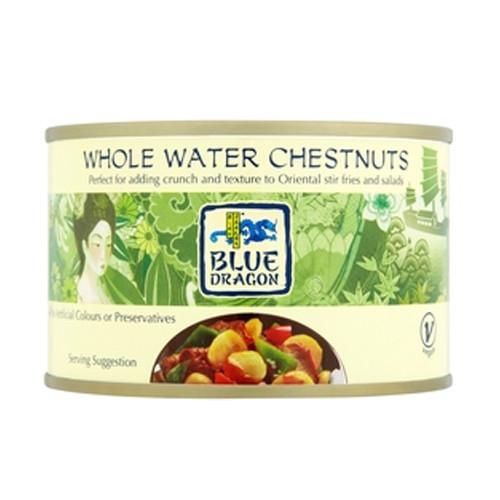 WHOLE WATER CHESTNUTS
Perfect for adding crunch and texture to Oriental stir fries and salads
BLUE
DRAGON
Artificial Colours or Preservatives
Serving Suggestion
V